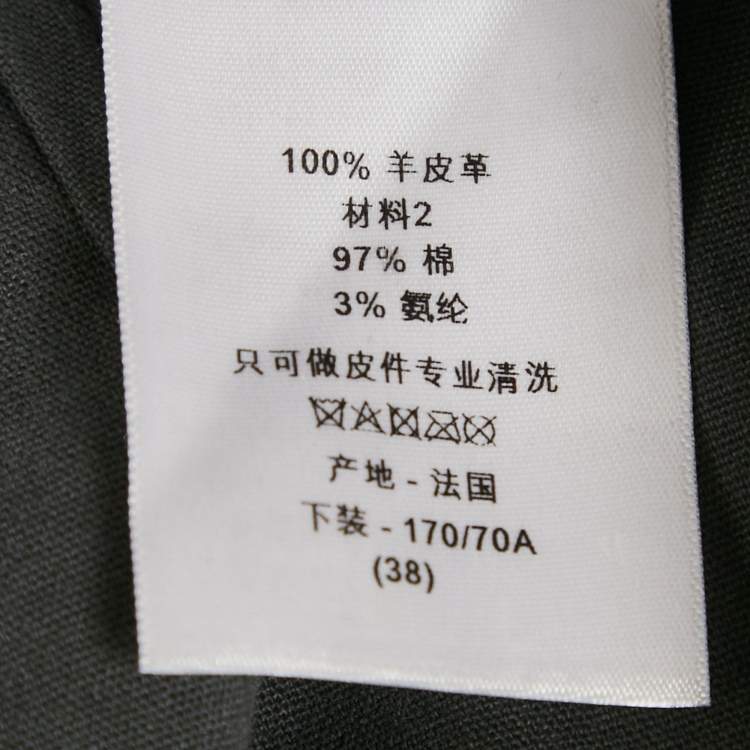 100% 羊皮革
材料2
97% 棉
3% 氨纶
只可做皮件专业清洗
产地 - 法国
下装 - 170/70A
(38)